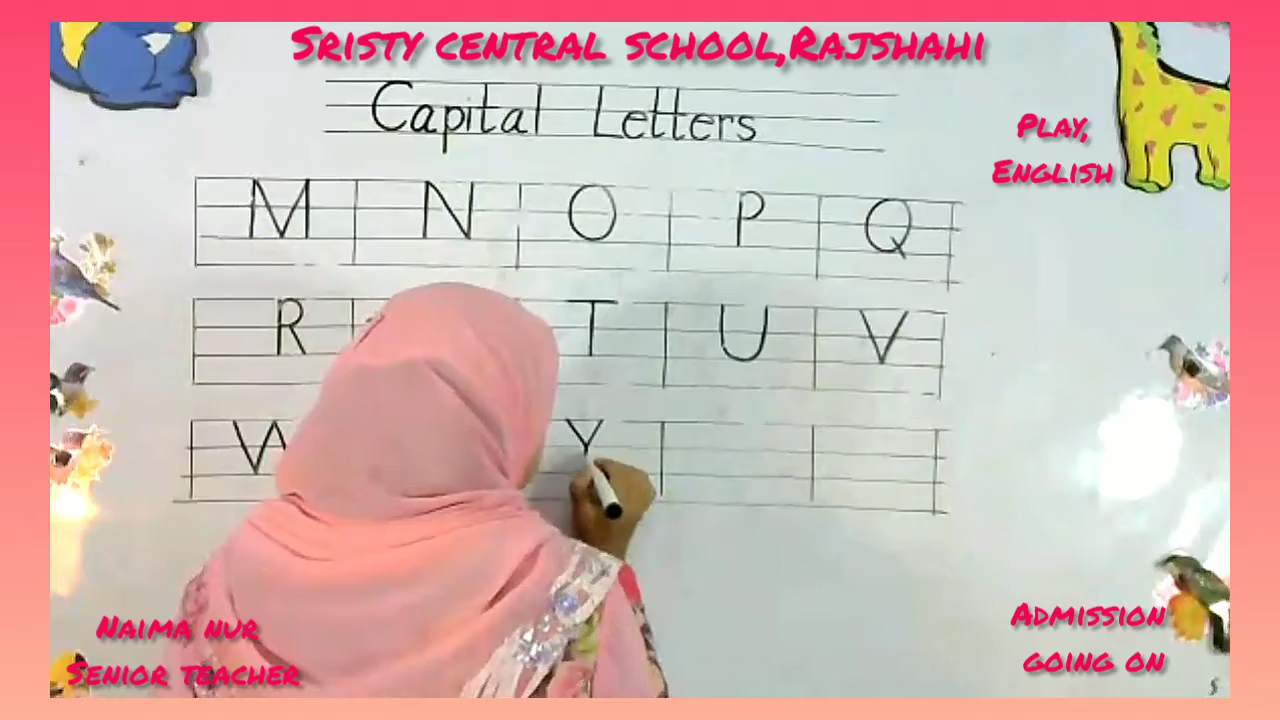 Sristy central school,Rajshahi
Capital Letters
Play,
English
M N O P Q
R T U V
W Y
Naima nur
Senior teacher
Admission
going on